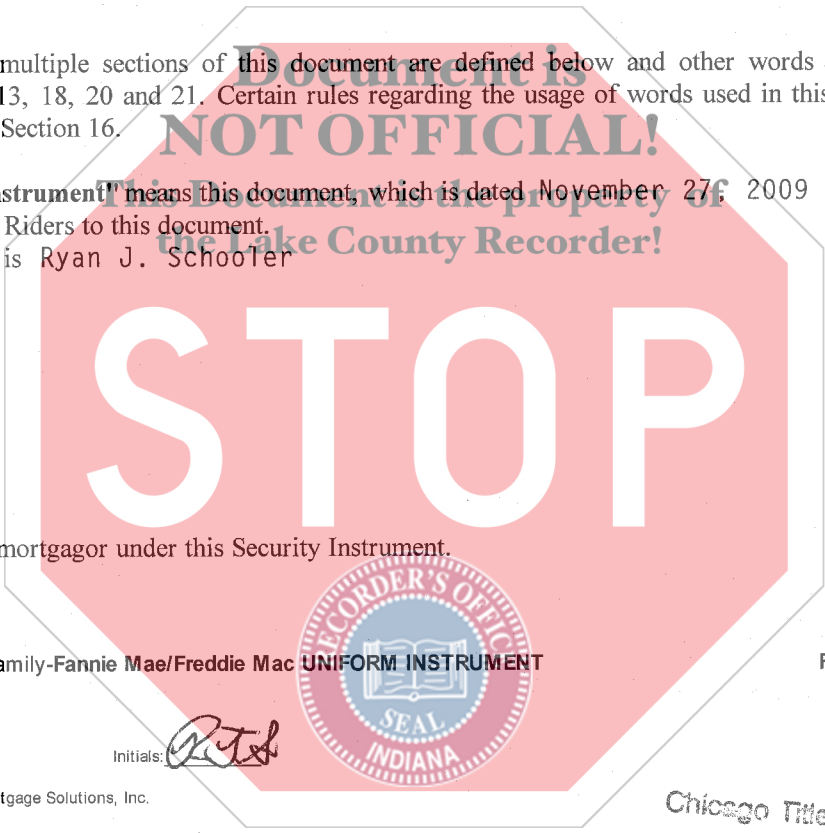 multiple sections of this document are defined below and other words
13, 18, 20 and 21. Certain rules regarding the usage of words used in this
Section 16.
Document is
NOT OFFICIAL!
This Document is the property of
the Lake County Recorder!
strument" means this document, which is dated November 27, 2009
Riders to this document.
is Ryan J. Schooler
STOP
mortgagor under this Security Instrument.
RECORDER'S OFFICE
SEAL
INDIANA
amily-Fannie Mae/Freddie Mac UNIFORM INSTRUMENT
F
Initials: RJS
tgage Solutions, Inc.
Chicago Title